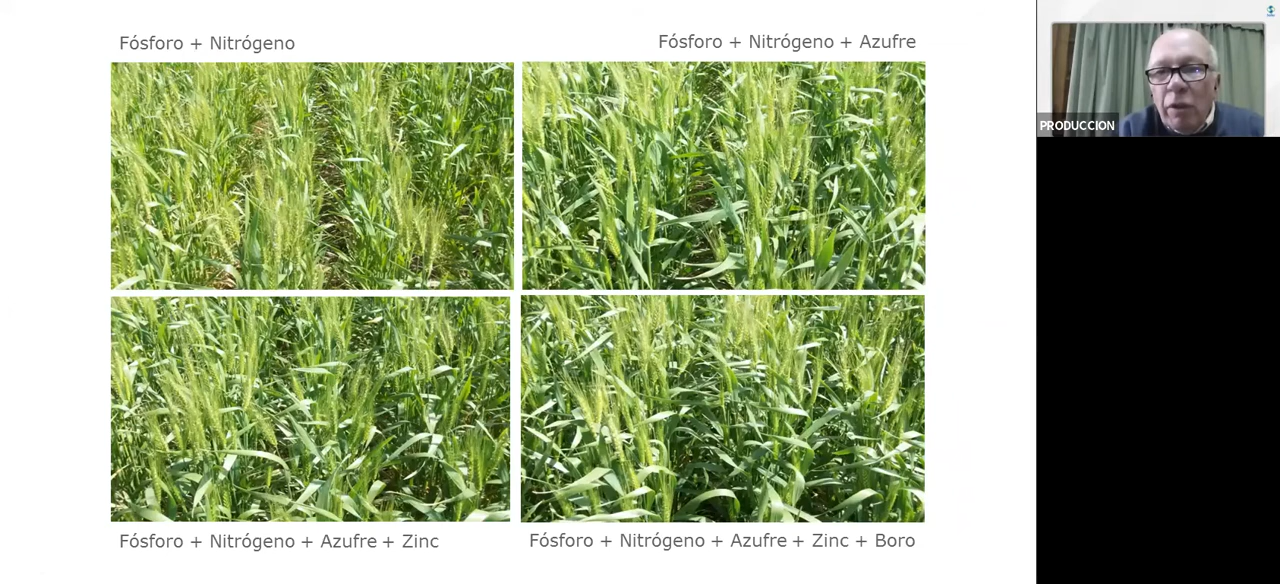 Fósforo + Nitrógeno
Fósforo + Nitrógeno + Azufre
PRODUCCION
Fósforo + Nitrógeno + Azufre + Zinc
Fósforo + Nitrógeno + Azufre + Zinc + Boro